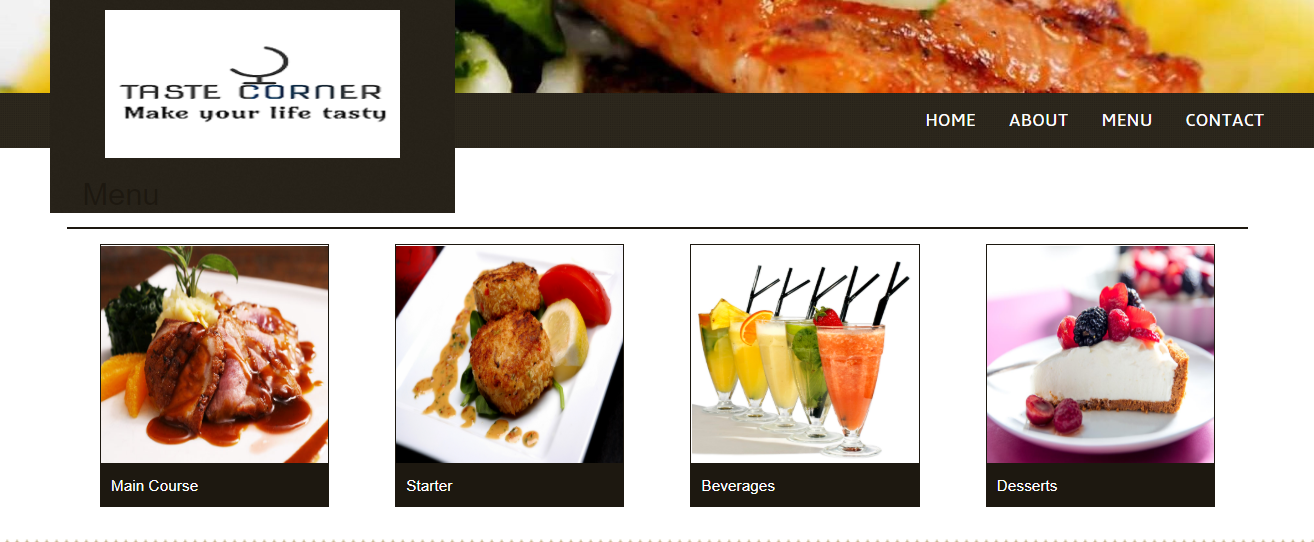 TASTE CORNER
Make your life tasty
HOME ABOUT MENU CONTACT
Menu
Main Course
Starter
Beverages
Desserts